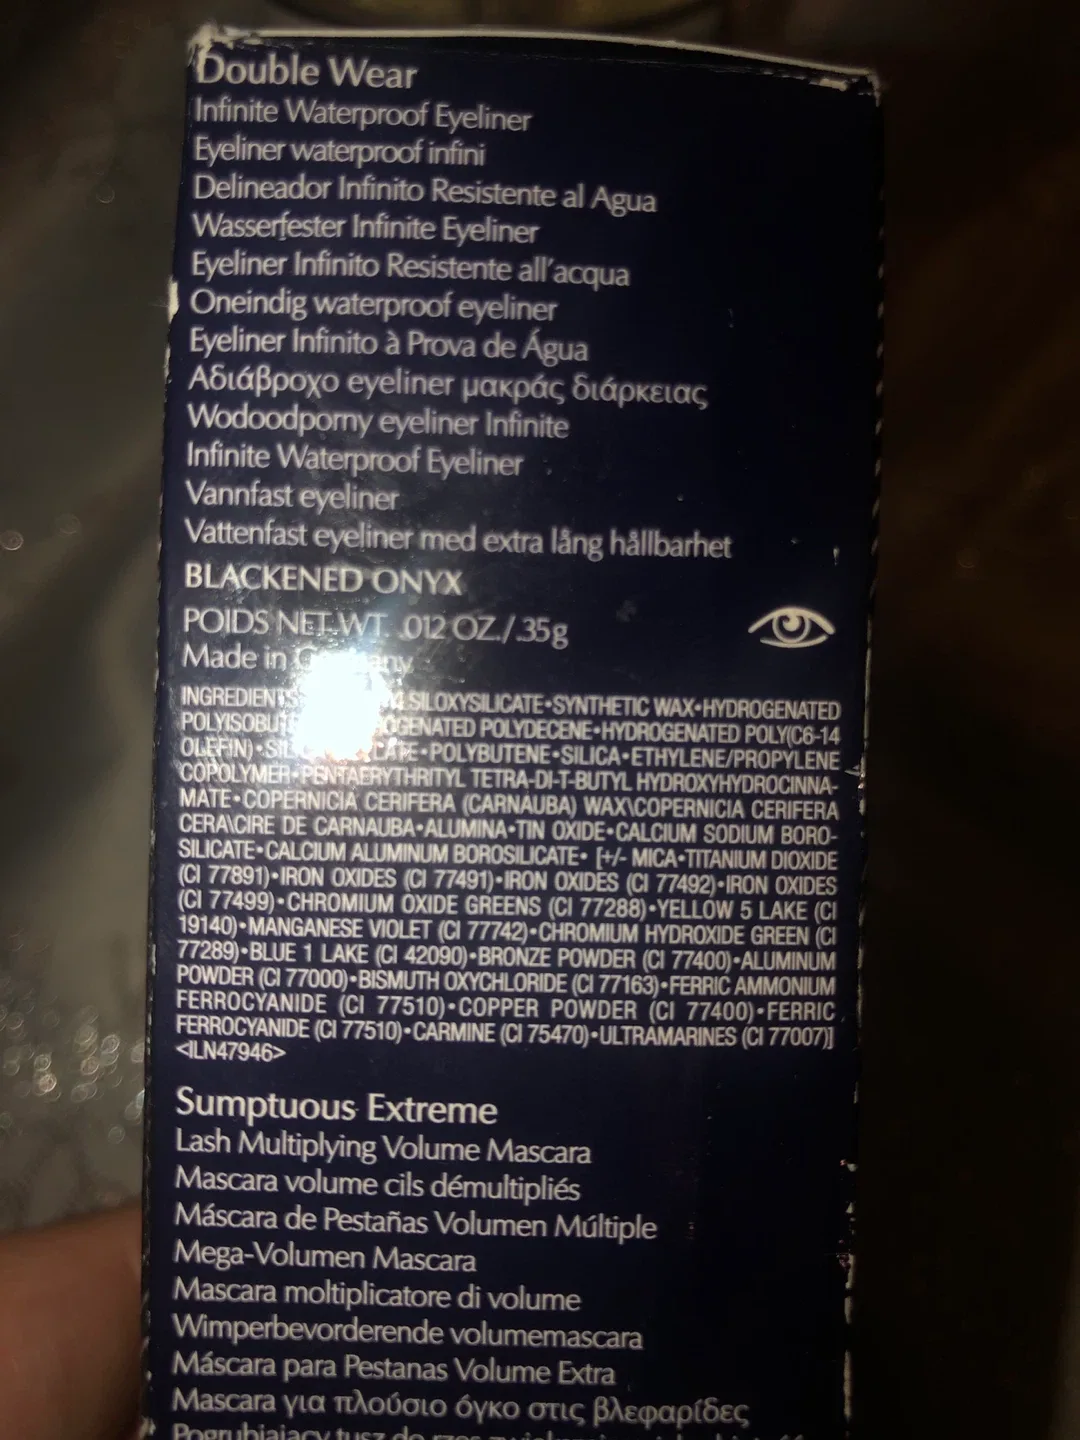 Double Wear
Infinite Waterproof Eyeliner
Eyeliner waterproof infini
Delineador Infinito Resistente al Agua
Wasserfester Infinite Eyeliner
Eyeliner Infinito Resistente all'acqua
Oneindig waterproof eyeliner
Eyeliner Infinito à Prova de Água
Αδιάβροχο eyeliner μακράς διάρκειας
Wodoodporny eyeliner Infinite
Infinite Waterproof Eyeliner
Vannfast eyeliner
Vattenfast eyeliner med extra lång hållbarhet
BLACKENED ONYX
POIDS NET WT. .012 OZ./.35g
Made in
INGREDIENTS SILOXYSILICATE•SYNTHETIC WAX•HYDROGENATED
POLYDECENE•HYDROGENATED POLY(C6-14
OLEFIN)• •POLYBUTENE•SILICA•ETHYLENE/PROPYLENE
COPOLYMER•PENTAERYTHRITYL TETRA-DI-T-BUTYL HYDROXYHYDROCINNA-
MATE•COPERNICIA CERIFERA (CARNAUBA) WAX\COPERNICIA CERIFERA
CERA\CIRE DE CARNAUBA•ALUMINA•TIN OXIDE•CALCIUM SODIUM BORO-
SILICATE•CALCIUM ALUMINUM BOROSILICATE• [+/- MICA•TITANIUM DIOXIDE
(CI 77891)•IRON OXIDES (CI 77491)•IRON OXIDES (CI 77492)•IRON OXIDES
(CI 77499)•CHROMIUM OXIDE GREENS (CI 77288)•YELLOW 5 LAKE (CI
19140)•MANGANESE VIOLET (CI 77742)•CHROMIUM HYDROXIDE GREEN (CI
77289)•BLUE 1 LAKE (CI 42090)•BRONZE POWDER (CI 77400)•ALUMINUM
POWDER (CI 77000)•BISMUTH OXYCHLORIDE (CI 77163)•FERRIC AMMONIUM
FERROCYANIDE (CI 77510)•COPPER POWDER (CI 77400)•FERRIC
FERROCYANIDE (CI 77510)•CARMINE (CI 75470)•ULTRAMARINES (CI 77007)]
<ILN47946>
Sumptuous Extreme
Lash Multiplying Volume Mascara
Mascara volume cils démultipliés
Máscara de Pestañas Volumen Múltiple
Mega-Volumen Mascara
Mascara moltiplicatore di volume
Wimperbevorderende volumemascara
Máscara para Pestanas Volume Extra
Mascara για πλούσιο όγκο στις βλεφαρίδες
Pogrubiający tusz do rzęs